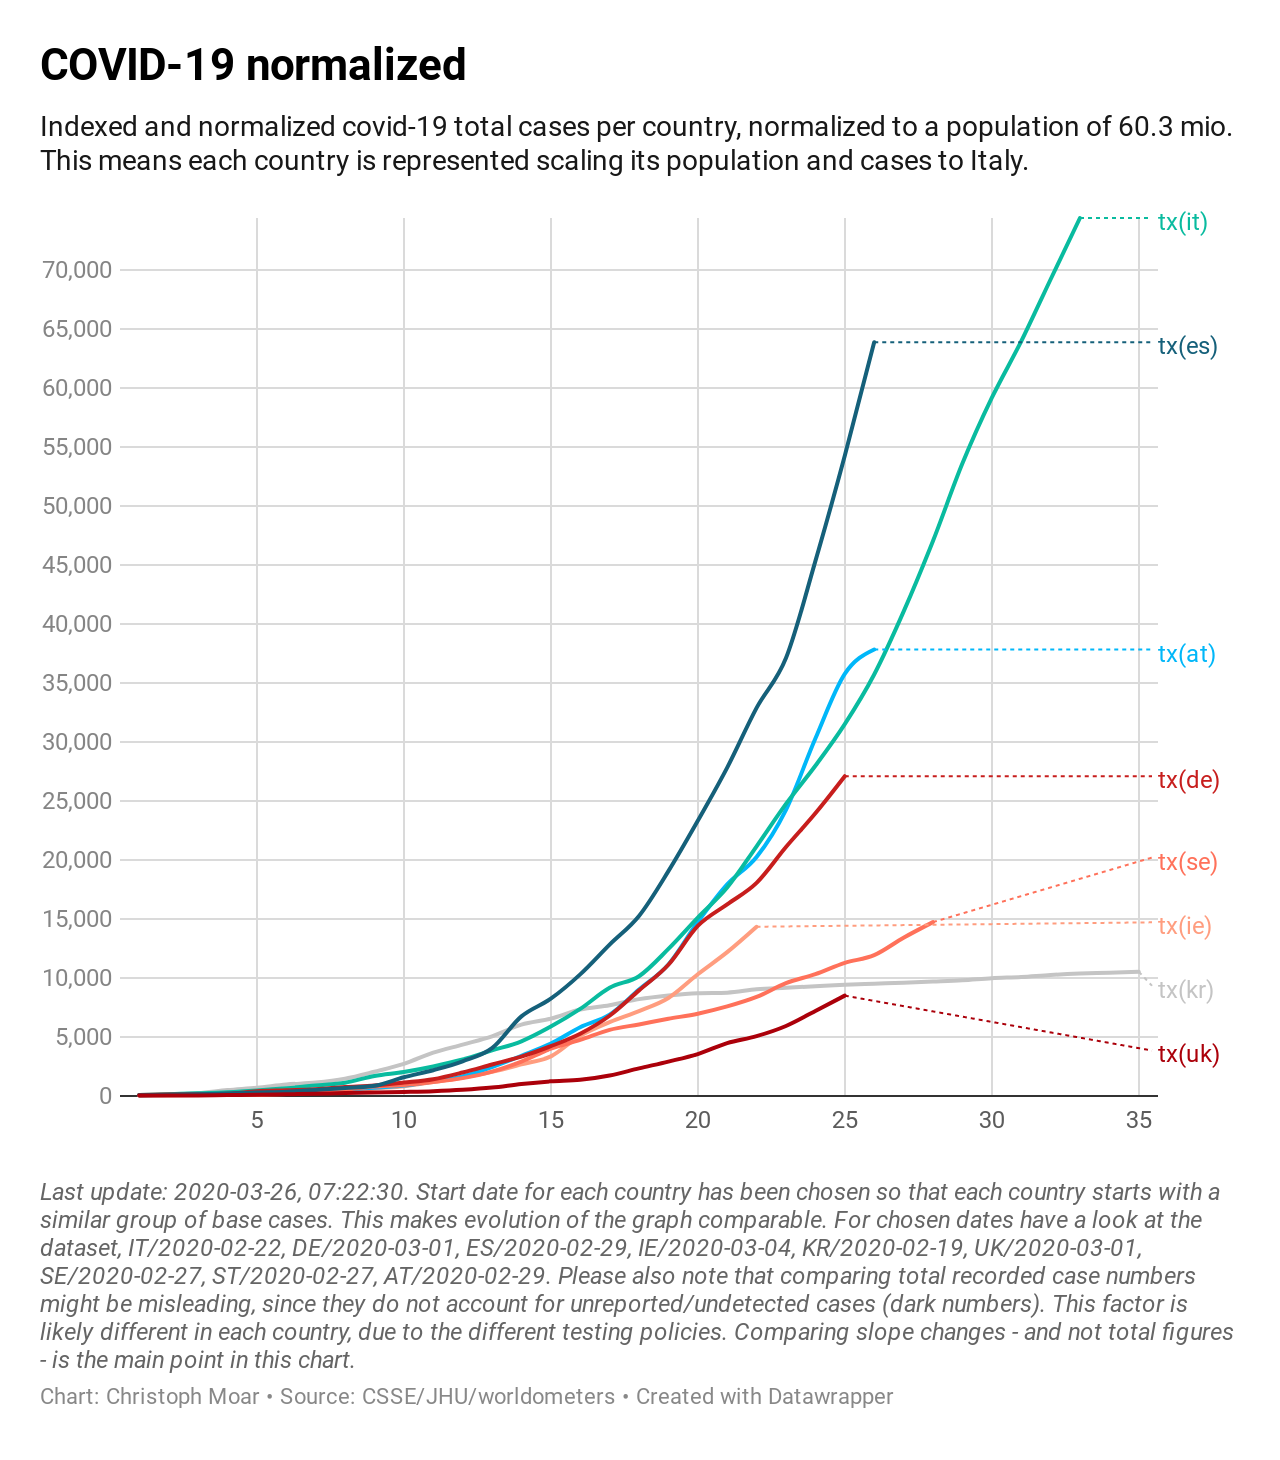 COVID-19 normalized
Indexed and normalized covid-19 total cases per country, normalized to a population of 60.3 mio.
This means each country is represented scaling its population and cases to Italy.
tx(it)
70,000
65,000
tx(es)
60,000
55,000
50,000
45,000
40,000
tx(at)
35,000
30,000
tx(de)
25,000
20,000
tx(se)
15,000
tx(ie)
10,000
tx(kr)
5,000
tx(uk)
0
5 10 15 20 25 30 35
Last update: 2020-03-26, 07:22:30. Start date for each country has been chosen so that each country starts with a
similar group of base cases. This makes evolution of the graph comparable. For chosen dates have a look at the
dataset, IT/2020-02-22, DE/2020-03-01, ES/2020-02-29, IE/2020-03-04, KR/2020-02-19, UK/2020-03-01,
SE/2020-02-27, ST/2020-02-27, AT/2020-02-29. Please also note that comparing total recorded case numbers
might be misleading, since they do not account for unreported/undetected cases (dark numbers). This factor is
likely different in each country, due to the different testing policies. Comparing slope changes - and not total figures
- is the main point in this chart.
Chart: Christoph Moar • Source: CSSE/JHU/worldometers • Created with Datawrapper